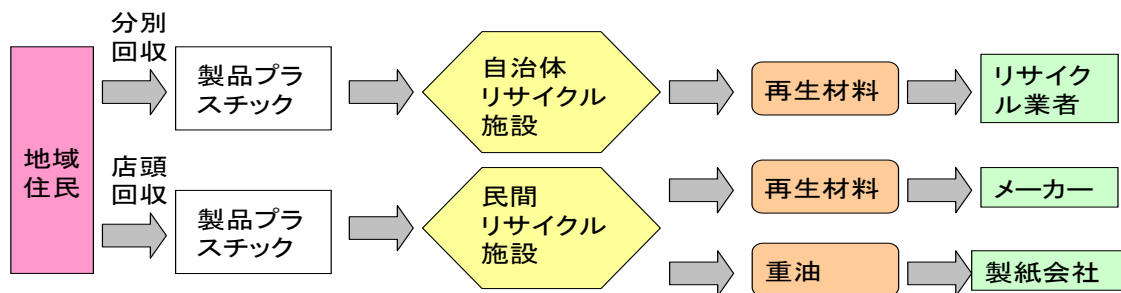 分別
回収
製品プラ
スチック
自治体
リサイクル
施設
再生材料
リサイク
ル業者
地域
住民
店頭
回収
製品プラ
スチック
民間
リサイクル
施設
再生材料
メーカー
重油
製紙会社